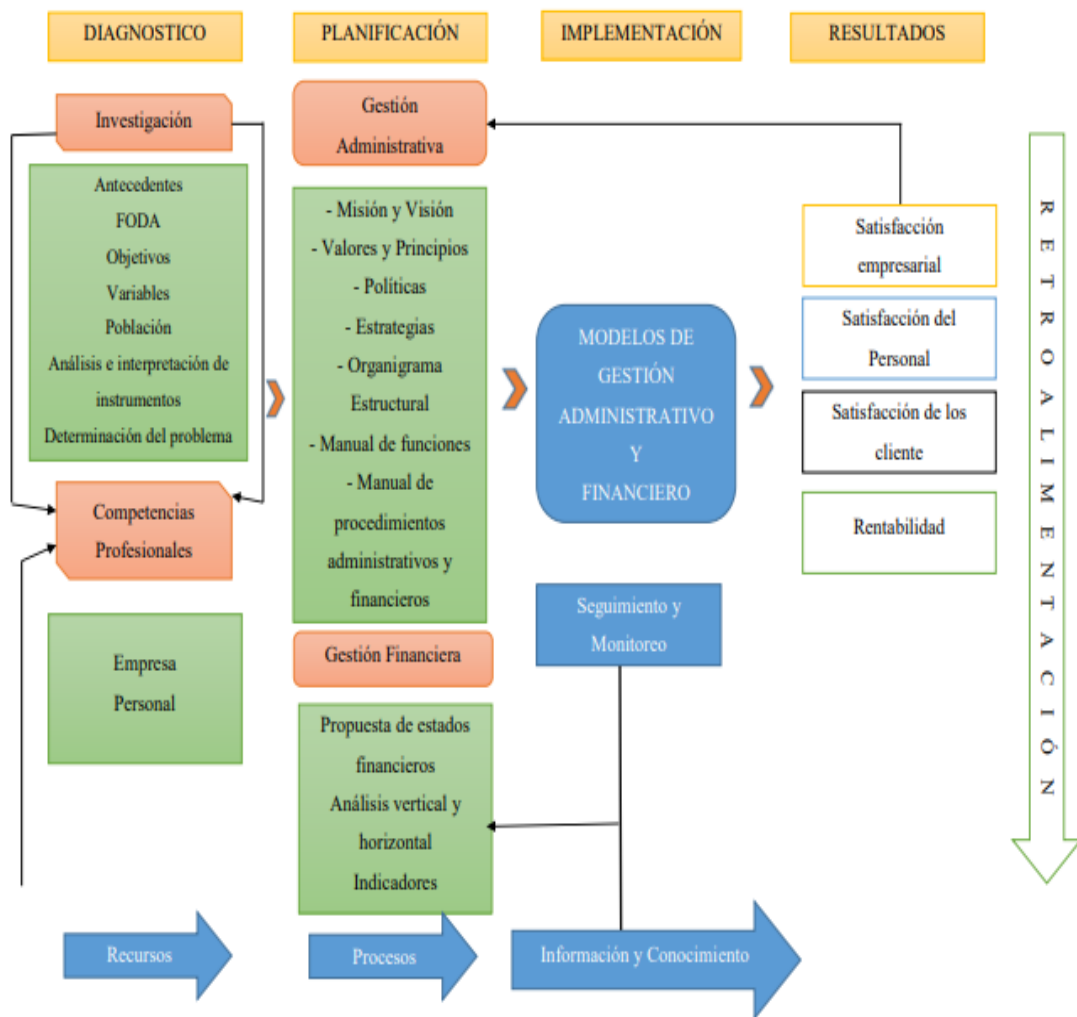 DIAGNOSTICO
PLANIFICACIÓN
IMPLEMENTACIÓN
RESULTADOS
Investigación
Antecedentes
FODA
Objetivos
Variables
Población
Análisis e interpretación de
instrumentos
Determinación del problema
Competencias
Profesionales
Empresa
Personal
Recursos
Gestión
Administrativa
- Misión y Visión
- Valores y Principios
- Políticas
- Estrategias
- Organigrama
Estructural
- Manual de funciones
- Manual de
procedimientos
administrativos y
financieros
Gestión Financiera
Propuesta de estados
financieros
Análisis vertical y
horizontal
Indicadores
Procesos
MODELOS DE
GESTIÓN
ADMINISTRATIVO
Y
FINANCIERO
Seguimiento y
Monitoreo
Información y Conocimiento
Satisfacción
empresarial
Satisfacción del
Personal
Satisfacción de los
cliente
Rentabilidad
RETROALIMENTACIÓN